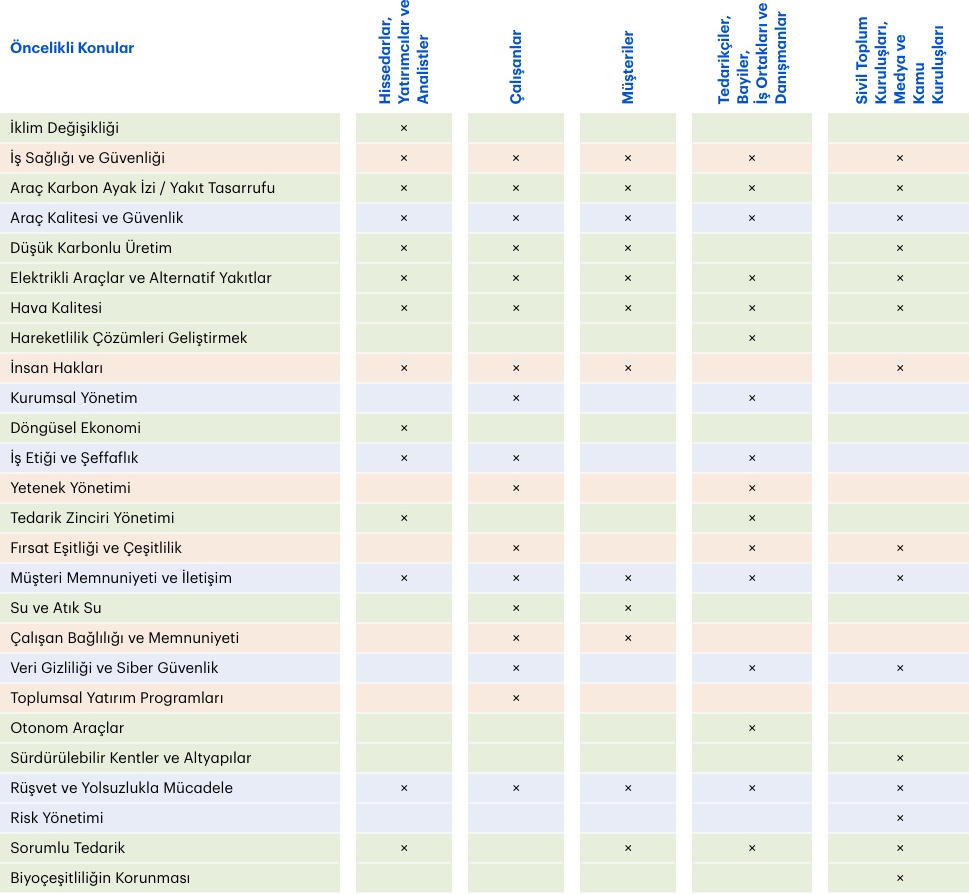 Öncelikli Konular
Hissedarlar,
Yatırımcılar ve
Analistler
Çalışanlar
Müşteriler
Tedarikçiler,
Bayiler,
İş Ortakları ve
Danışmanlar
Sivil Toplum
Kuruluşları,
Medya ve
Kamu
Kuruluşları
İklim Değişikliği ×
İş Sağlığı ve Güvenliği × × × × ×
Araç Karbon Ayak İzi / Yakıt Tasarrufu × × × × ×
Araç Kalitesi ve Güvenlik × × × × ×
Düşük Karbonlu Üretim × × × ×
Elektrikli Araçlar ve Alternatif Yakıtlar × × × × ×
Hava Kalitesi × × × × ×
Hareketlilik Çözümleri Geliştirmek ×
İnsan Hakları × × × ×
Kurumsal Yönetim × ×
Döngüsel Ekonomi ×
İş Etiği ve Şeffaflık × × ×
Yetenek Yönetimi × ×
Tedarik Zinciri Yönetimi × ×
Fırsat Eşitliği ve Çeşitlilik × × ×
Müşteri Memnuniyeti ve İletişim × × × × ×
Su ve Atık Su × ×
Çalışan Bağlılığı ve Memnuniyeti × ×
Veri Gizliliği ve Siber Güvenlik × × ×
Toplumsal Yatırım Programları ×
Otonom Araçlar ×
Sürdürülebilir Kentler ve Altyapılar ×
Rüşvet ve Yolsuzlukla Mücadele × × × × ×
Risk Yönetimi ×
Sorumlu Tedarik × × × ×
Biyoçeşitliliğin Korunması ×